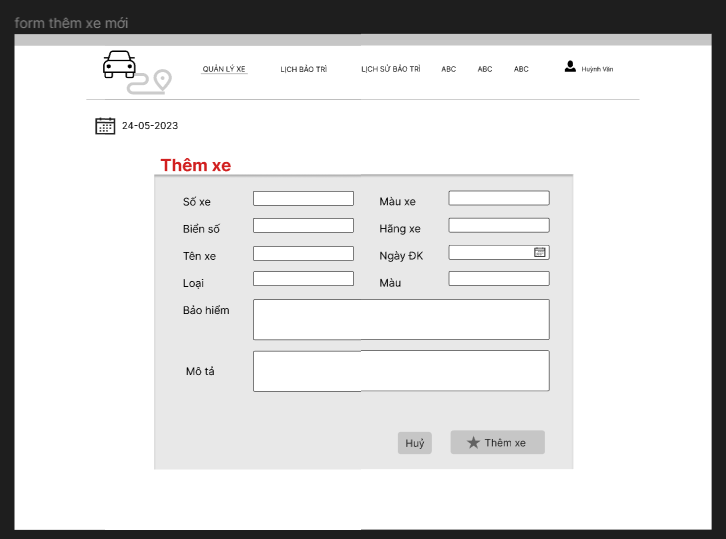 form thêm xe mới
QUẢN LÝ XE LỊCH BẢO TRÌ LỊCH SỬ BẢO TRÌ ABC ABC ABC Huỳnh Văn
24-05-2023
Thêm xe
Số xe Màu xe
Biển số Hãng xe
Tên xe Ngày ĐK
Loại Màu
Bảo hiểm
Mô tả
Huỷ Thêm xe